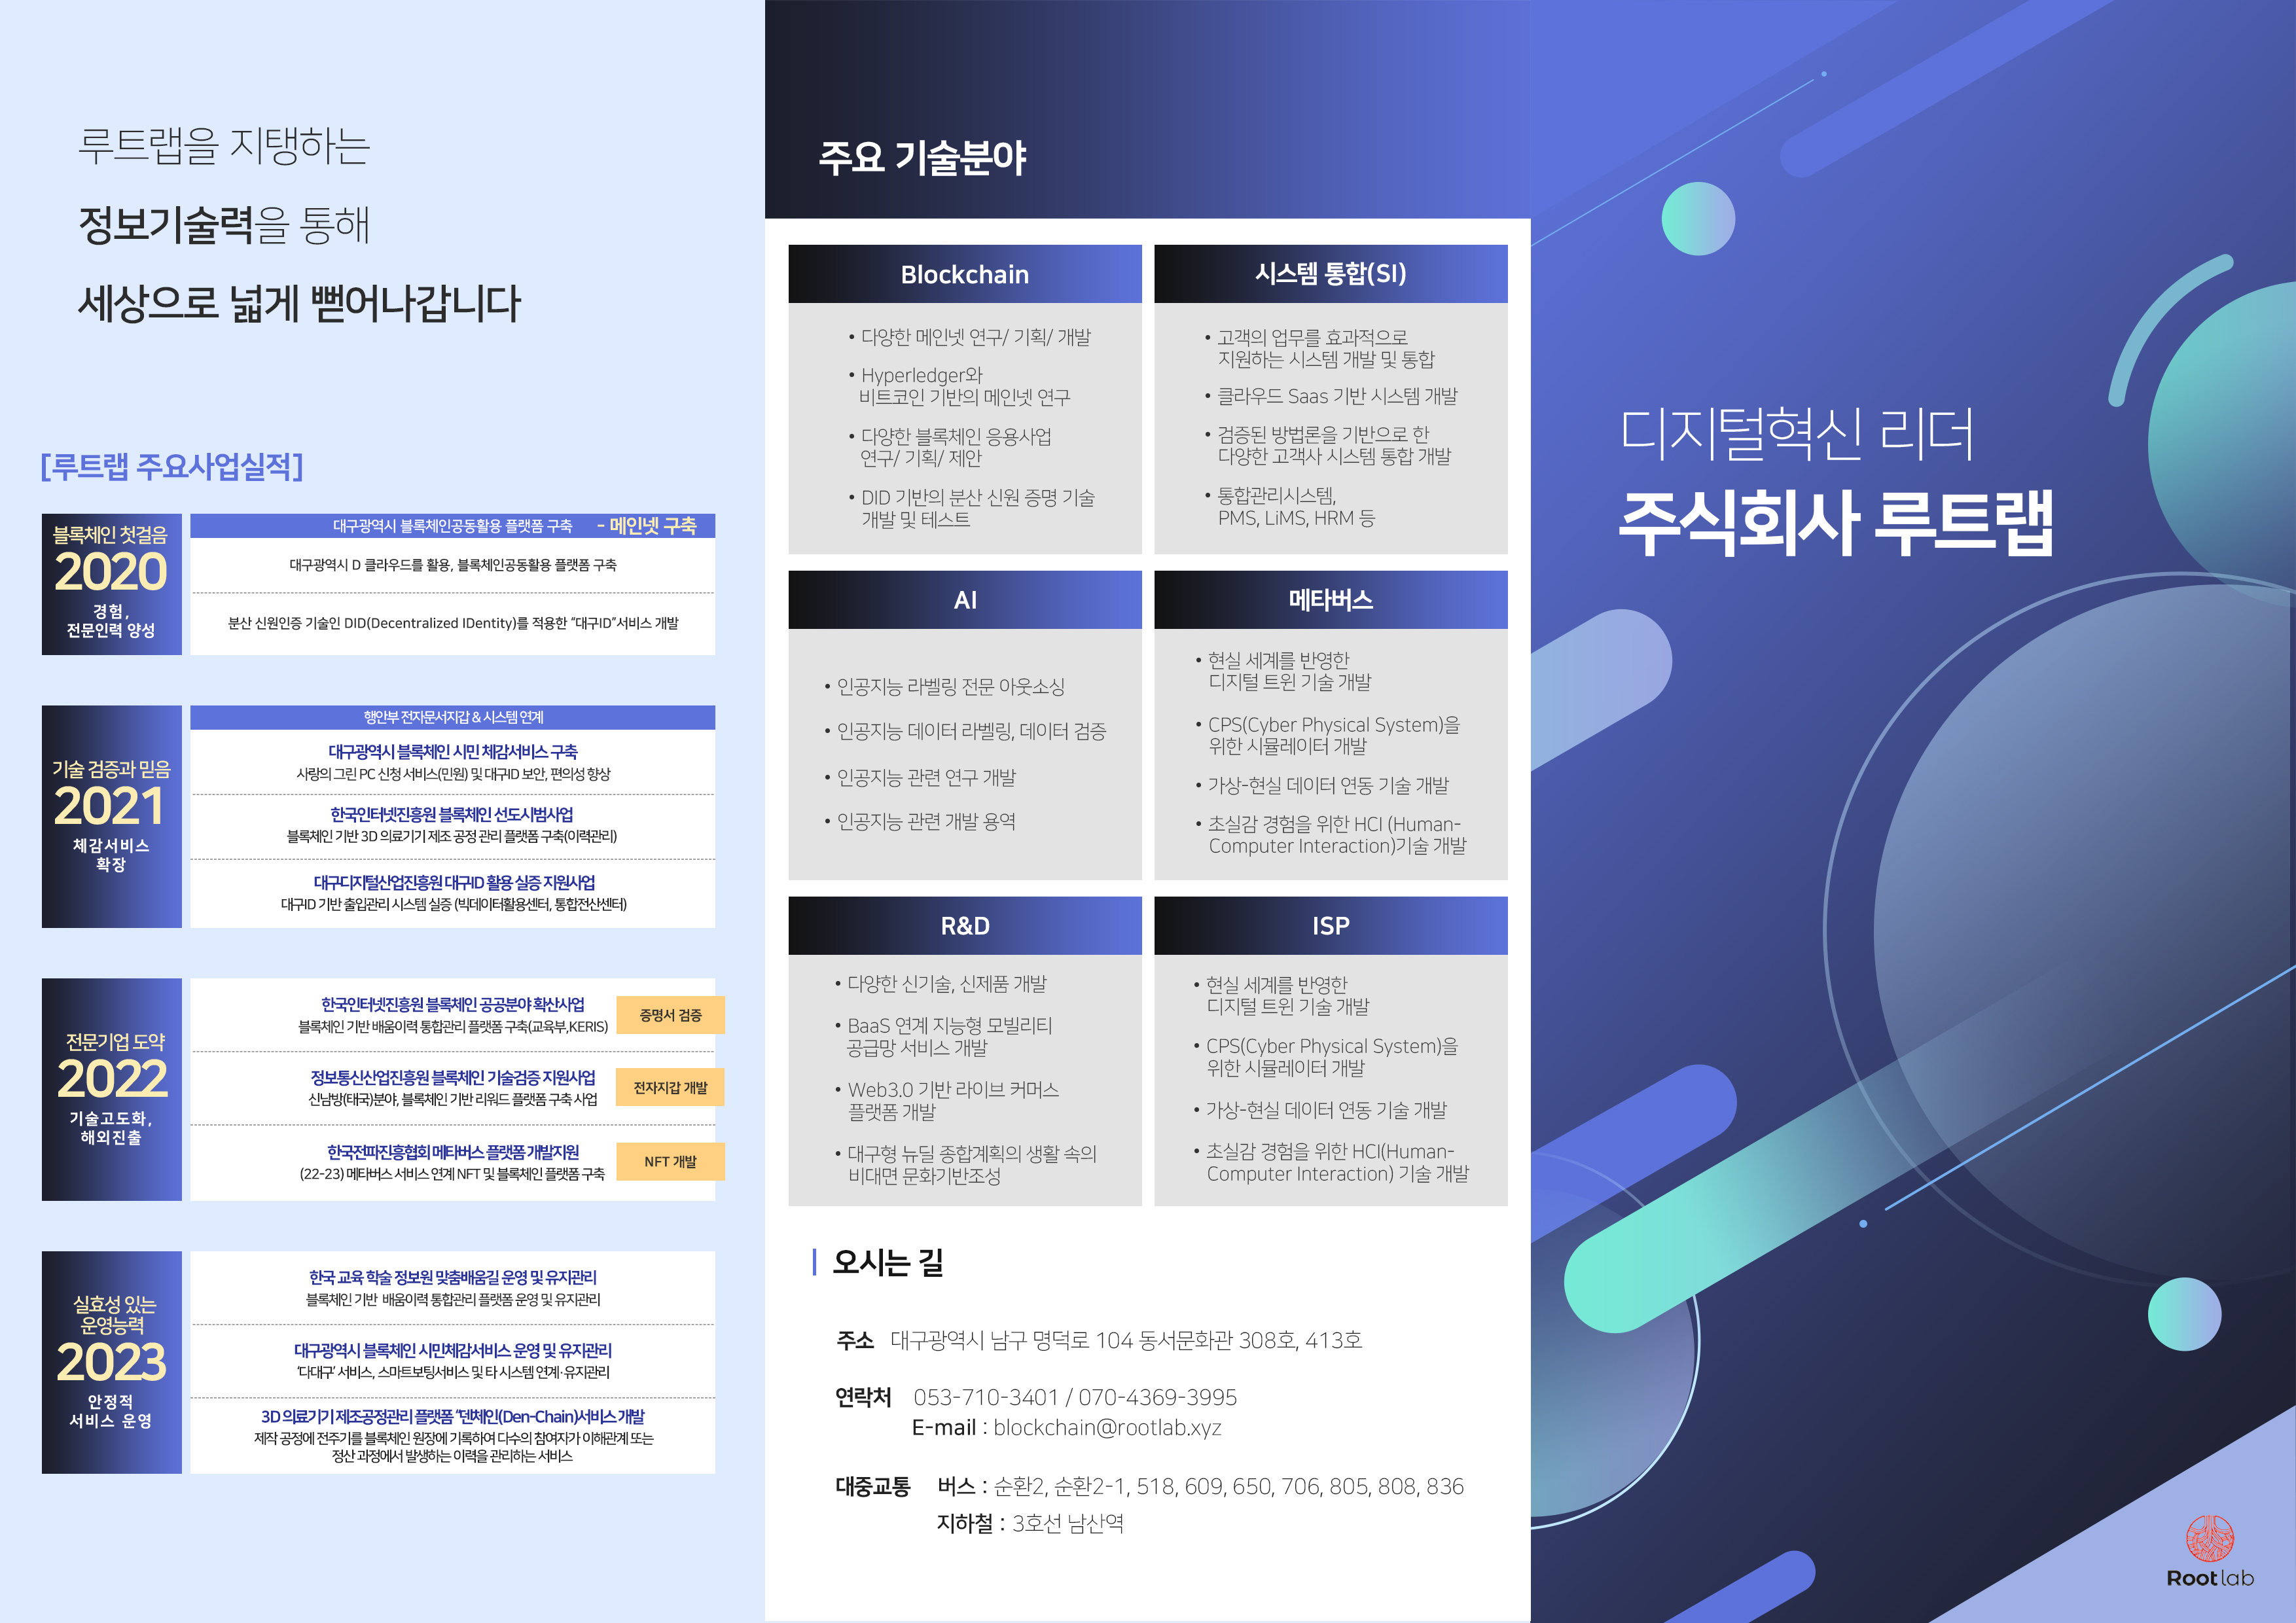 루트랩을 지탱하는
정보기술력을 통해
세상으로 넓게 뻗어나갑니다
[루트랩 주요사업실적]
블록체인 첫걸음
2020
경험,
전문인력 양성
대구광역시 블록체인공동활용 플랫폼 구축 - 메인넷 구축
대구광역시 D 클라우드를 활용, 블록체인공동활용 플랫폼 구축
분산 신원인증 기술인 DID(Decentralized IDentity)를 적용한 “대구ID”서비스 개발
기술 검증과 믿음
2021
체감서비스
확장
행안부 전자문서지갑 & 시스템 연계
대구광역시 블록체인 시민 체감서비스 구축
사랑의 그린 PC 신청 서비스(민원) 및 대구ID 보안, 편의성 향상
한국인터넷진흥원 블록체인 선도시범사업
블록체인 기반 3D 의료기기 제조 공정 관리 플랫폼 구축(이력관리)
대구디지털산업진흥원 대구ID 활용 실증 지원사업
대구ID 기반 출입관리 시스템 실증 (빅데이터활용센터, 통합전산센터)
전문기업 도약
2022
기술고도화,
해외진출
한국인터넷진흥원 블록체인 공공분야 확산사업
블록체인 기반 배움이력 통합관리 플랫폼 구축(교육부,KERIS)
증명서 검증
정보통신산업진흥원 블록체인 기술검증 지원사업
신남방(태국)분야, 블록체인 기반 리워드 플랫폼 구축 사업
전자지갑 개발
한국전파진흥협회 메타버스 플랫폼 개발지원
(22-23) 메타버스 서비스 연계 NFT 및 블록체인 플랫폼 구축
NFT 개발
실효성 있는
운영능력
2023
안정적
서비스 운영
한국 교육 학술 정보원 맞춤배움길 운영 및 유지관리
블록체인 기반 배움이력 통합관리 플랫폼 운영 및 유지관리
대구광역시 블록체인 시민체감서비스 운영 및 유지관리
‘다대구’ 서비스, 스마트보팅서비스 및 타 시스템 연계·유지관리
3D 의료기기 제조공정관리 플랫폼 “덴체인(Den-Chain)서비스 개발
제작 공정에 전주기를 블록체인 원장에 기록하여 다수의 참여자가 이해관계 또는
정산 과정에서 발생하는 이력을 관리하는 서비스
주요 기술분야
Blockchain
• 다양한 메인넷 연구/ 기획/ 개발
• Hyperledger와
비트코인 기반의 메인넷 연구
• 다양한 블록체인 응용사업
연구/ 기획/ 제안
• DID 기반의 분산 신원 증명 기술
개발 및 테스트
시스템 통합(SI)
• 고객의 업무를 효과적으로
지원하는 시스템 개발 및 통합
• 클라우드 Saas 기반 시스템 개발
• 검증된 방법론을 기반으로 한
다양한 고객사 시스템 통합 개발
• 통합관리시스템,
PMS, LiMS, HRM 등
AI
• 인공지능 라벨링 전문 아웃소싱
• 인공지능 데이터 라벨링, 데이터 검증
• 인공지능 관련 연구 개발
• 인공지능 관련 개발 용역
메타버스
• 현실 세계를 반영한
디지털 트윈 기술 개발
• CPS(Cyber Physical System)을
위한 시뮬레이터 개발
• 가상-현실 데이터 연동 기술 개발
• 초실감 경험을 위한 HCI (Human-
Computer Interaction)기술 개발
R&D
• 다양한 신기술, 신제품 개발
• BaaS 연계 지능형 모빌리티
공급망 서비스 개발
• Web3.0 기반 라이브 커머스
플랫폼 개발
• 대구형 뉴딜 종합계획의 생활 속의
비대면 문화기반조성
ISP
• 현실 세계를 반영한
디지털 트윈 기술 개발
• CPS(Cyber Physical System)을
위한 시뮬레이터 개발
• 가상-현실 데이터 연동 기술 개발
• 초실감 경험을 위한 HCI(Human-
Computer Interaction) 기술 개발
오시는 길
주소 대구광역시 남구 명덕로 104 동서문화관 308호, 413호
연락처 053-710-3401 / 070-4369-3995
E-mail : blockchain@rootlab.xyz
대중교통 버스 : 순환2, 순환2-1, 518, 609, 650, 706, 805, 808, 836
지하철 : 3호선 남산역
디지털혁신 리더
주식회사 루트랩
Rootlab